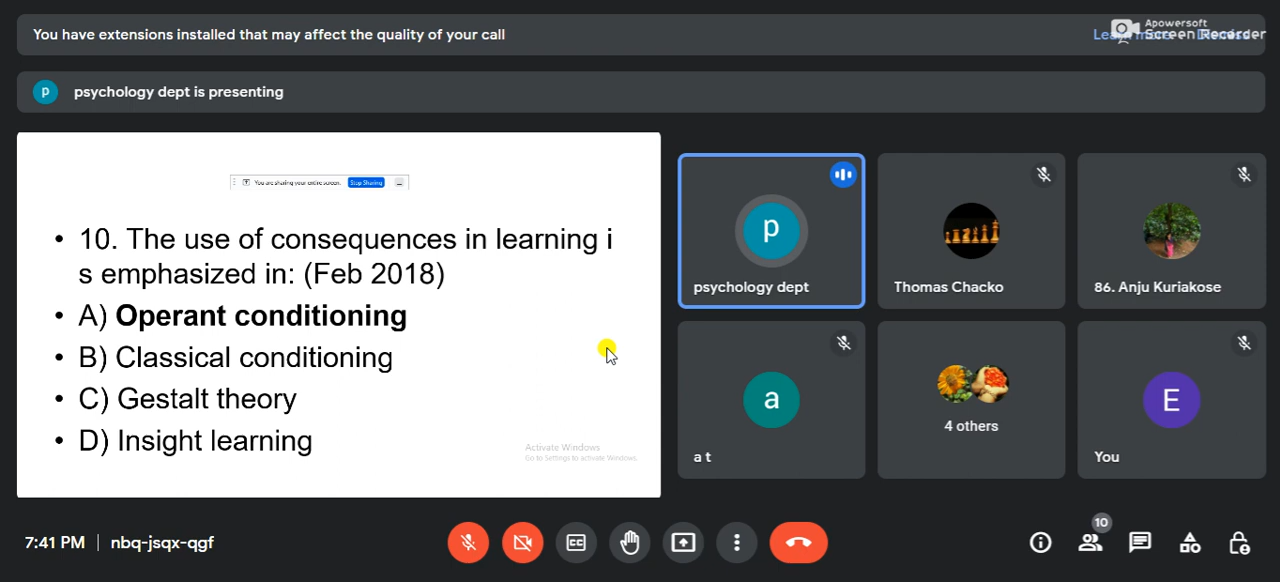 You have extensions installed that may affect the quality of your call
Apowersoft
Screen Recorder
p psychology dept is presenting
You are sharing your entire screen. Stop Sharing
• 10. The use of consequences in learning i
s emphasized in: (Feb 2018)
• A) Operant conditioning
• B) Classical conditioning
• C) Gestalt theory
• D) Insight learning
Activate Windows
Go to Settings to activate Windows.
p
psychology dept
Thomas Chacko
86. Anju Kuriakose
a
a t
4 others
E
You
7:41 PM | nbq-jsqx-qgf
CC
10